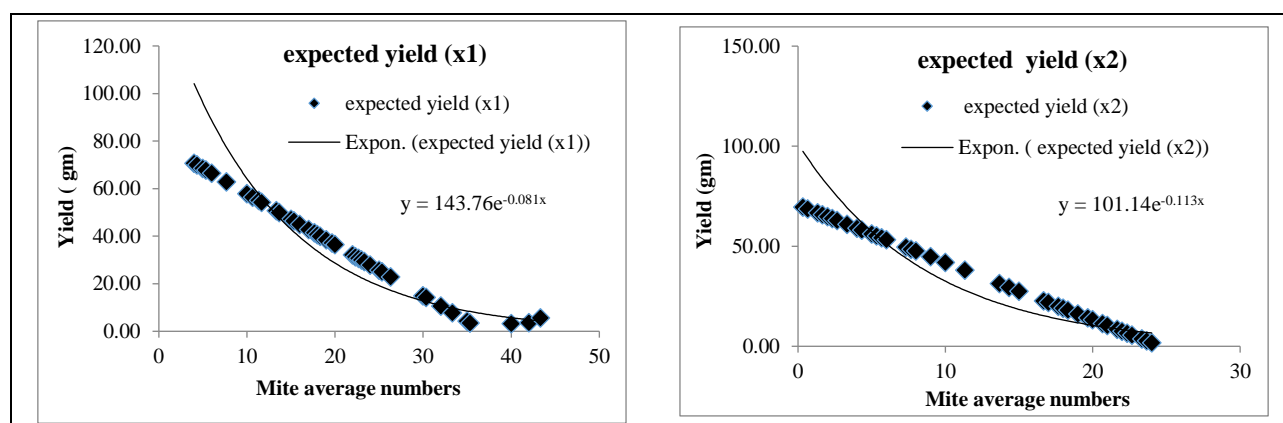 expected yield (x1)
120.00
100.00
80.00
60.00
40.00
20.00
0.00
Yield ( gm)
expected yield (x1)
Expon. (expected yield (x1))
y = 143.76e-0.081x
0 10 20 30 40 50
Mite average numbers
expected yield (x2)
150.00
100.00
50.00
0.00
Yield (gm)
expected yield (x2)
Expon. ( expected yield (x2))
y = 101.14e-0.113x
0 10 20 30
Mite average numbers